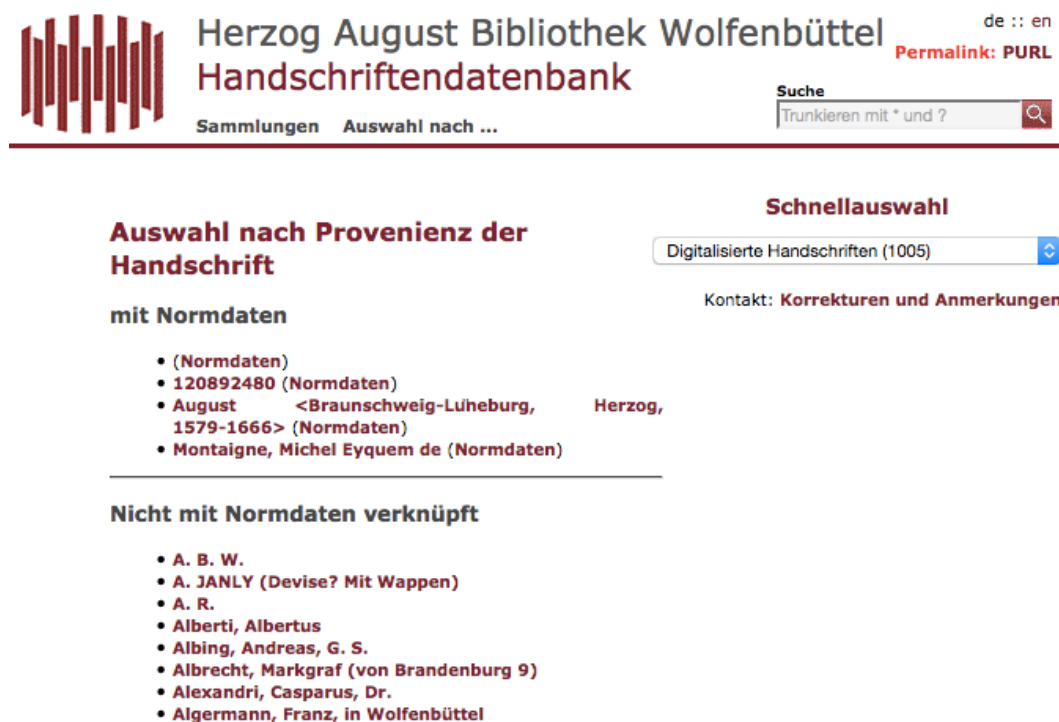 Herzog August Bibliothek Wolfenbüttel
Handschriftendatenbank
de :: en
Permalink: PURL
Suche
Trunkieren mit * und ?
Sammlungen Auswahl nach ...
Auswahl nach Provenienz der
Handschrift
mit Normdaten
• (Normdaten)
• 120892480 (Normdaten)
• August <Braunschweig-Lüneburg, Herzog,
1579-1666> (Normdaten)
• Montaigne, Michel Eyquem de (Normdaten)
Nicht mit Normdaten verknüpft
• A. B. W.
• A. JANLY (Devise? Mit Wappen)
• A. R.
• Alberti, Albertus
• Albing, Andreas, G. S.
• Albrecht, Markgraf (von Brandenburg 9)
• Alexandri, Casparus, Dr.
• Algermann, Franz, in Wolfenbüttel
Schnellauswahl
Digitalisierte Handschriften (1005)
Kontakt: Korrekturen und Anmerkungen